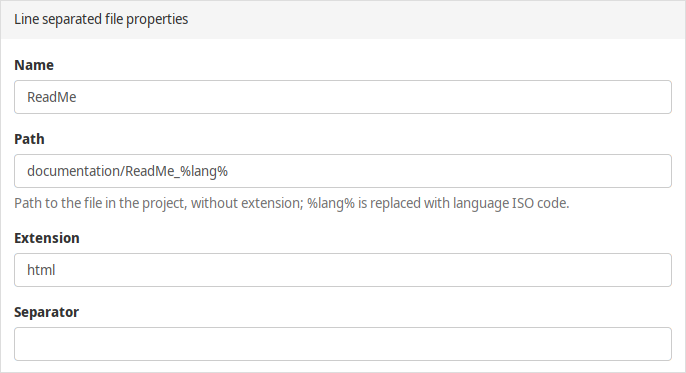 Line separated file properties
Name
ReadMe
Path
documentation/ReadMe_%lang%
Path to the file in the project, without extension; %lang% is replaced with language ISO code.
Extension
html
Separator